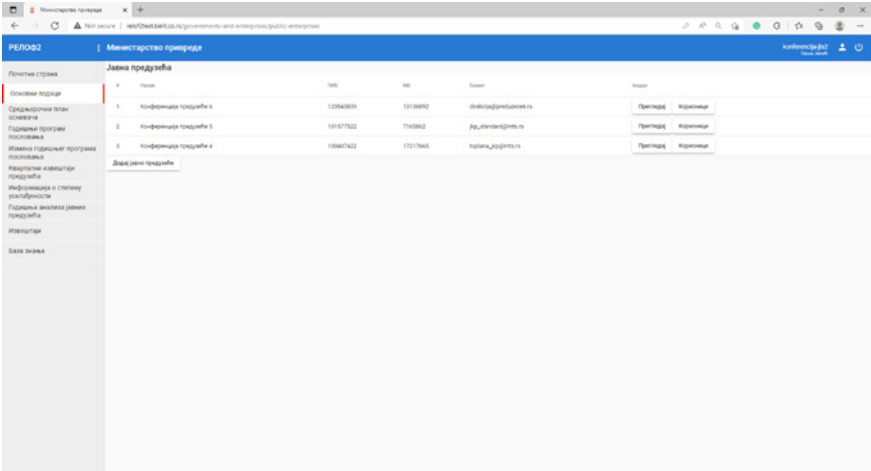 Министарство привреде
Not secure | relof2test.belit.co.rs/governments-and-enterprises/public-enterprises
РЕЛОФ2
Министарство привреде
konferencijajls2
Почетна страна
Основни подаци
Средњорочни план
оснивача
Годишњи програм
пословања
Измена годишњег програма
пословања
Квартални извештаји
предузећа
Информација о степену
усклађености
Годишња анализа јавних
предузећа
Извештаји
База знања
Јавна предузећа
# Назив ПИБ МБ Емаил Акције
1 Конференција предузеће 6 120540839 13136892 direkcija@preduzecek.rs Прегледај Корисници
2 Конференција предузеће 5 101577522 7165862 jkp_standard@mts.rs Прегледај Корисници
3 Конференција предузеће 4 100407422 17217665 toplana_jkp@mts.rs Прегледај Корисници
Додај јавно предузеће